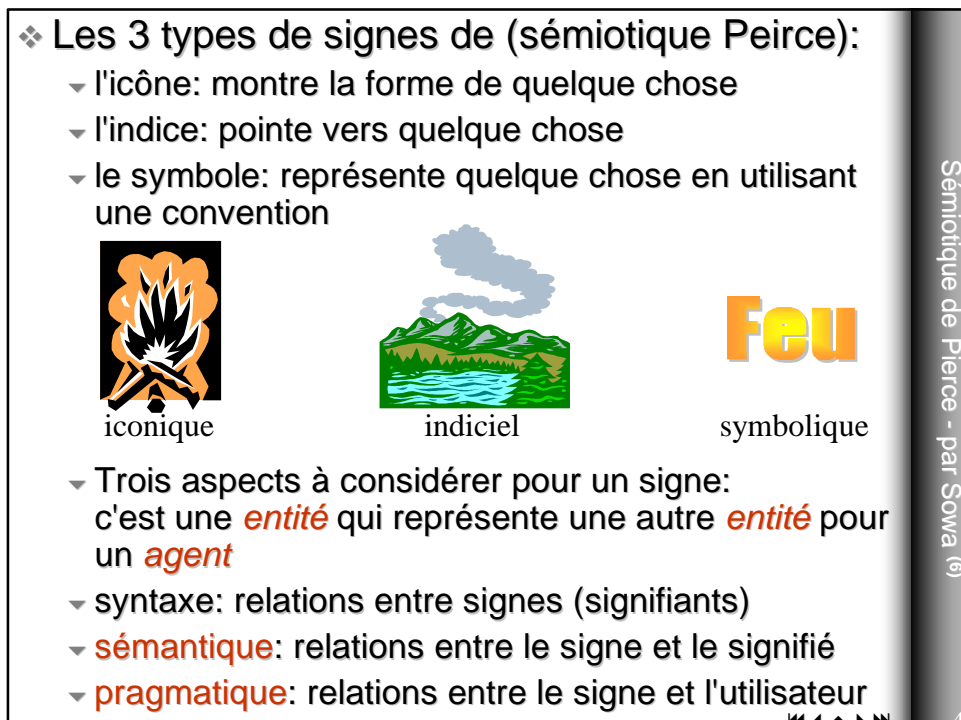 Les 3 types de signes de (sémiotique Peirce):
l'icône: montre la forme de quelque chose
l'indice: pointe vers quelque chose
le symbole: représente quelque chose en utilisant
une convention
Feu
iconique indiciel symbolique
Trois aspects à considérer pour un signe:
c'est une entité qui représente une autre entité pour
un agent
syntaxe: relations entre signes (signifiants)
sémantique: relations entre le signe et le signifié
pragmatique: relations entre le signe et l'utilisateur
Sémiotique de Pierce - par Sowa (6)